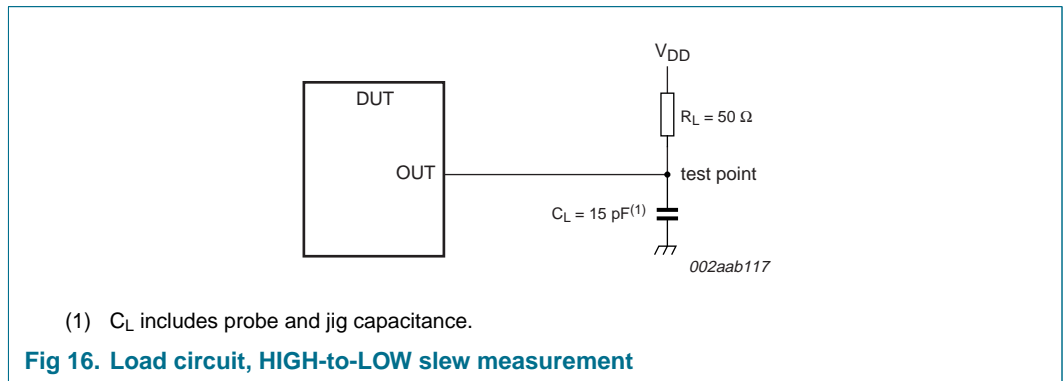 V_DD
DUT
R_L = 50 Ω
OUT
test point
C_L = 15 pF(1)
002aab117
(1) C_L includes probe and jig capacitance.
Fig 16. Load circuit, HIGH-to-LOW slew measurement